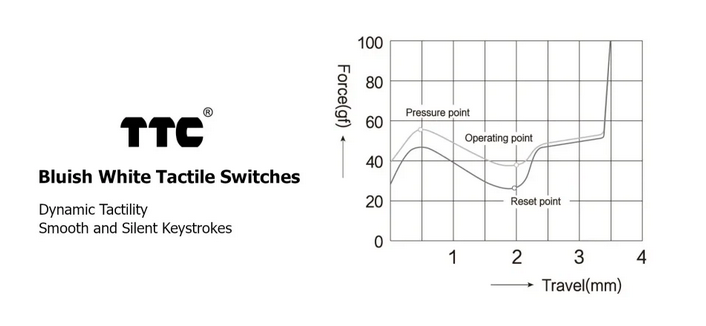 TTC®
Bluish White Tactile Switches
Dynamic Tactility
Smooth and Silent Keystrokes
Force(gf)
100
80
60
40
20
0
Pressure point
Operating point
Reset point
1 2 3 4
Travel(mm)